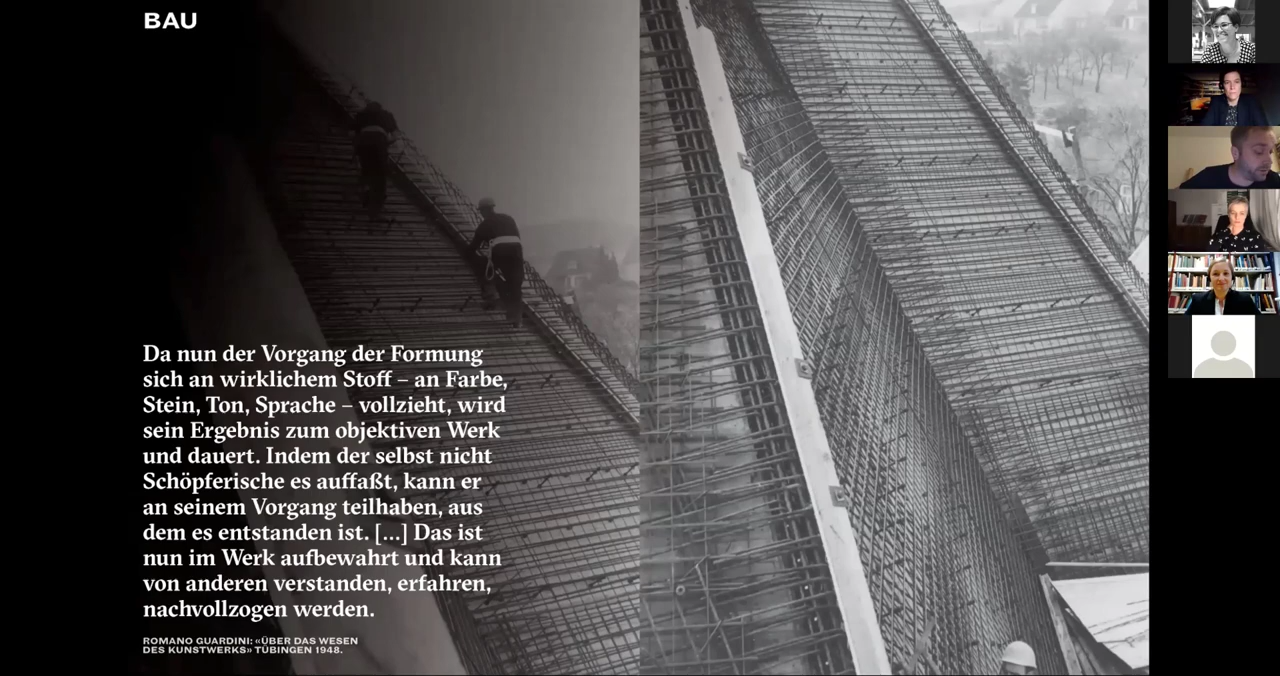 BAU
Da nun der Vorgang der Formung
sich an wirklichem Stoff – an Farbe,
Stein, Ton, Sprache – vollzieht, wird
sein Ergebnis zum objektiven Werk
und dauert. Indem der selbst nicht
Schöpferische es auffaßt, kann er
an seinem Vorgang teilhaben, aus
dem es entstanden ist. [...] Das ist
nun im Werk aufbewahrt und kann
von anderen verstanden, erfahren,
nachvollzogen werden.
ROMANO GUARDINI: «ÜBER DAS WESEN
DES KUNSTWERKS» TÜBINGEN 1948.